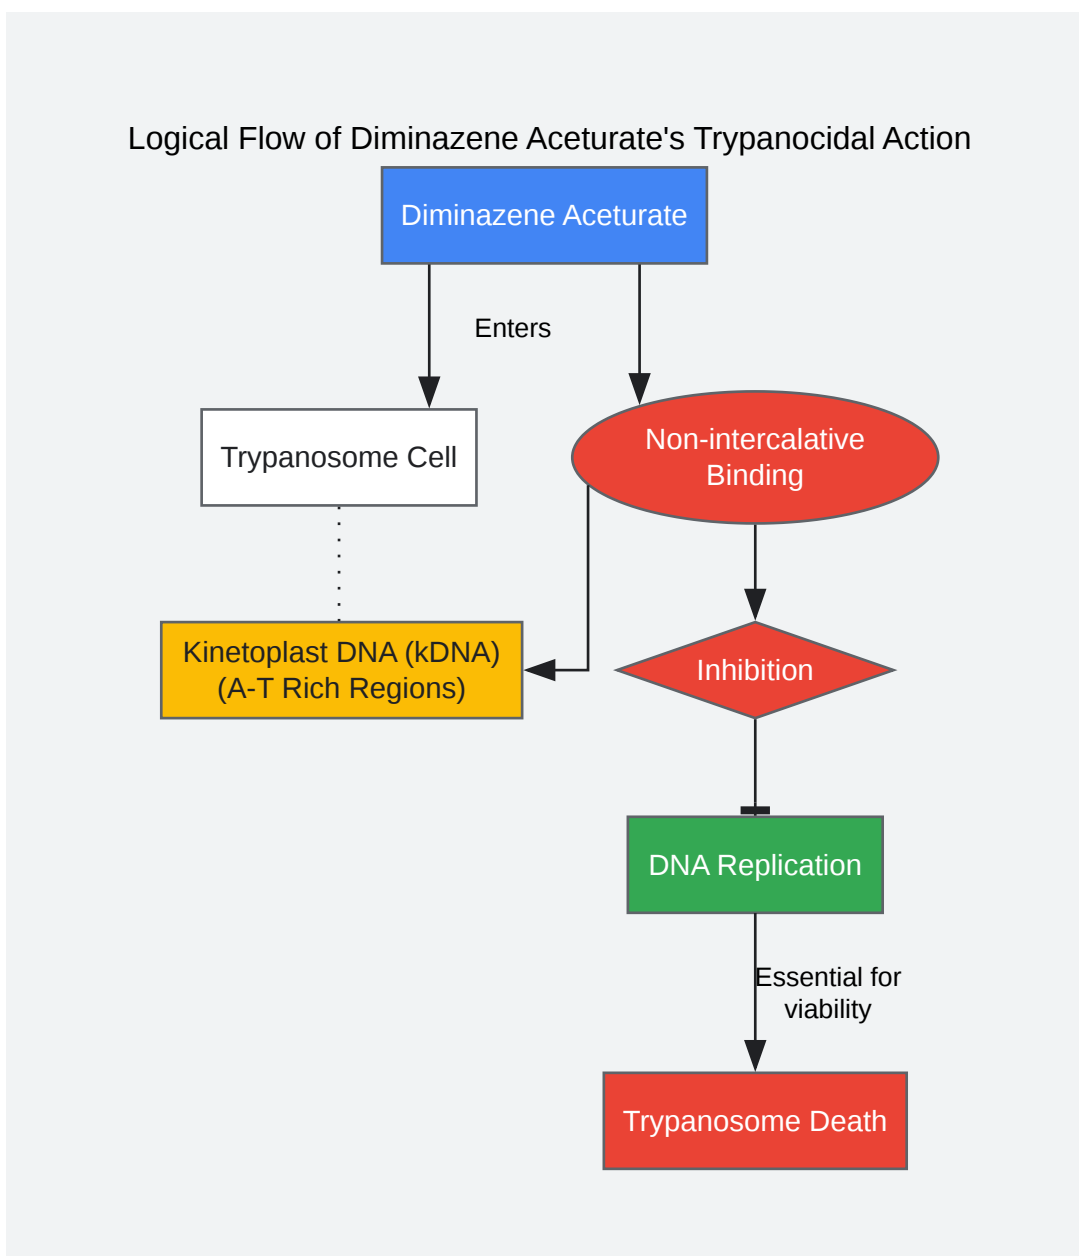 Logical Flow of Diminazene Aceturate's Trypanocidal Action
Diminazene Aceturate
Enters
Trypanosome Cell
Non-intercalative
Binding
Kinetoplast DNA (kDNA)
(A-T Rich Regions)
Inhibition
DNA Replication
Essential for
viability
Trypanosome Death